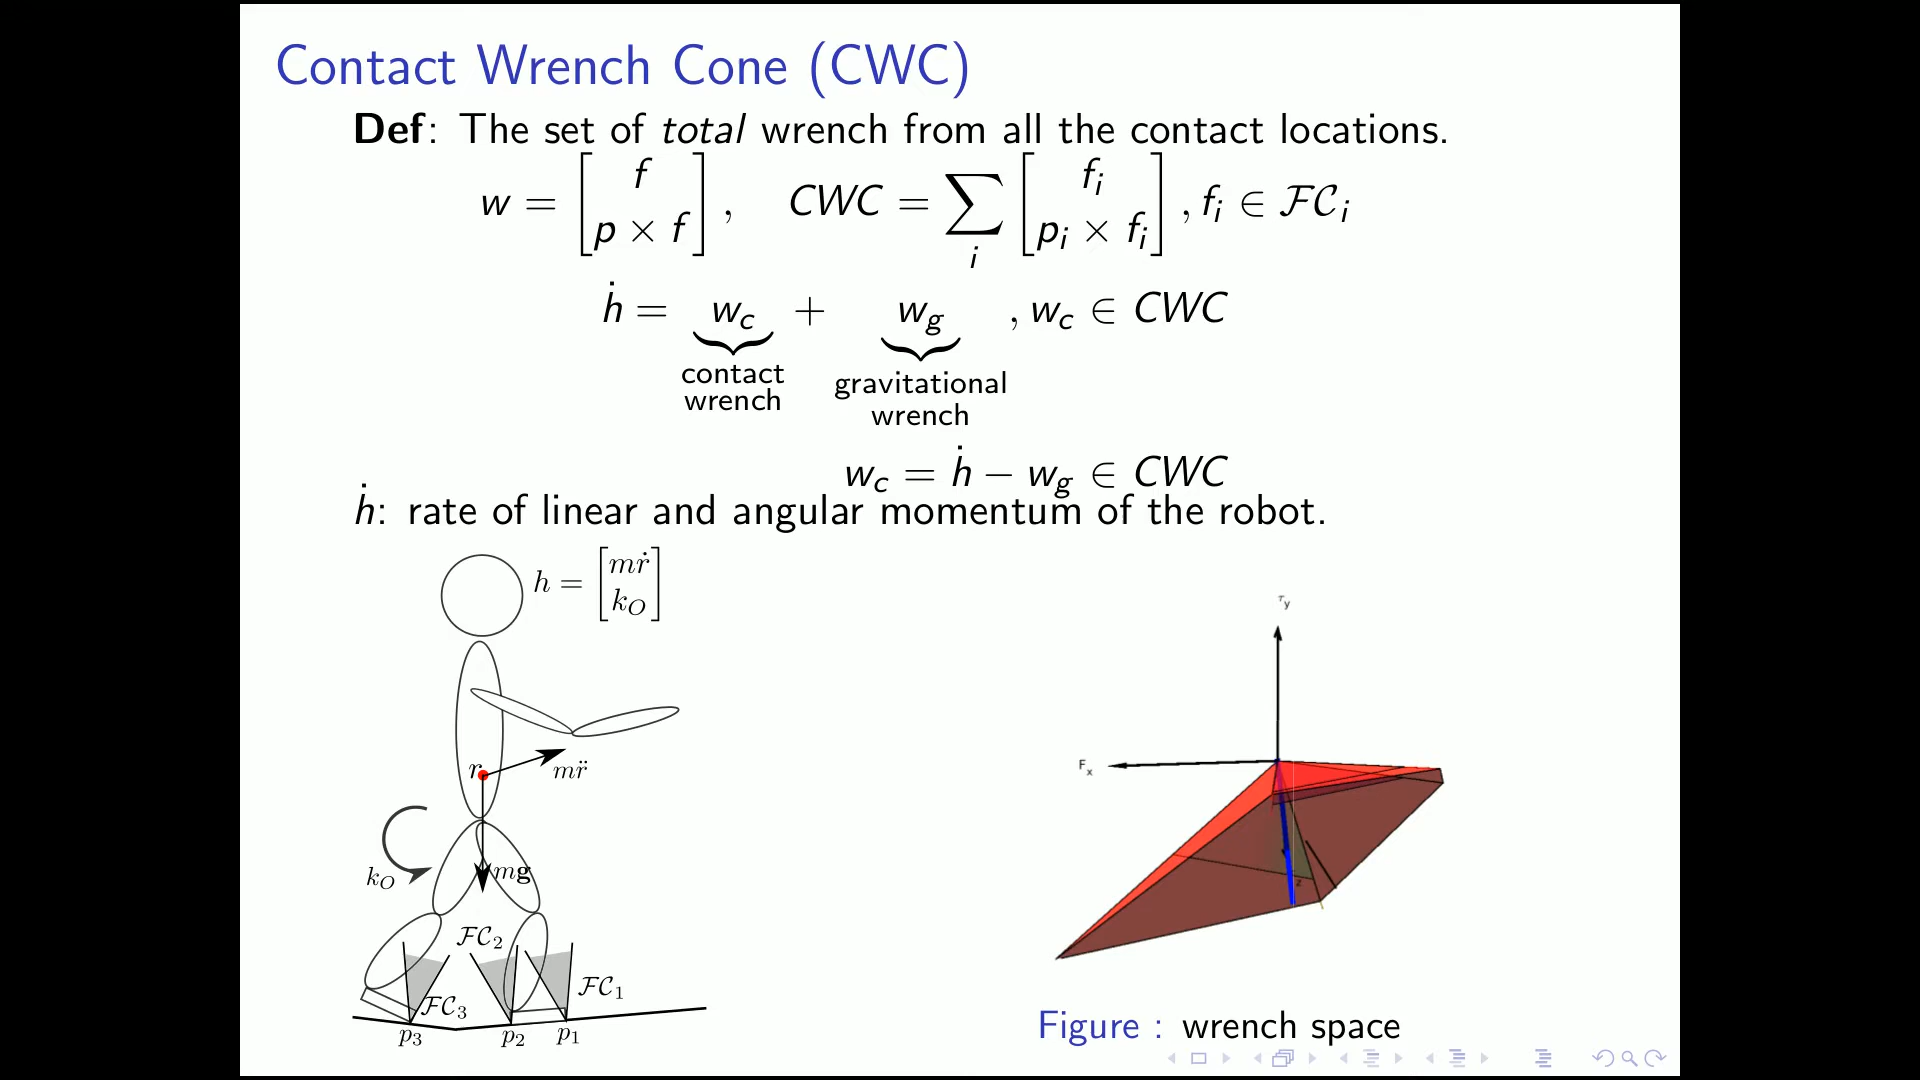 Contact Wrench Cone (CWC)
Def: The set of total wrench from all the contact locations.
w = [f; p × f], CWC = ∑_i [f_i; p_i × f_i], f_i ∈ 𝓕𝓒_i
ḣ = w_c + w_g , w_c ∈ CWC
contact wrench
gravitational wrench
w_c = ḣ − w_g ∈ CWC
ḣ: rate of linear and angular momentum of the robot.
h = [mṙ; k_O]
r
mr̈
k_O
mg
𝓕𝓒_2
𝓕𝓒_1
𝓕𝓒_3
p_3 p_2 p_1
τ_y
F_x
z
Figure : wrench space